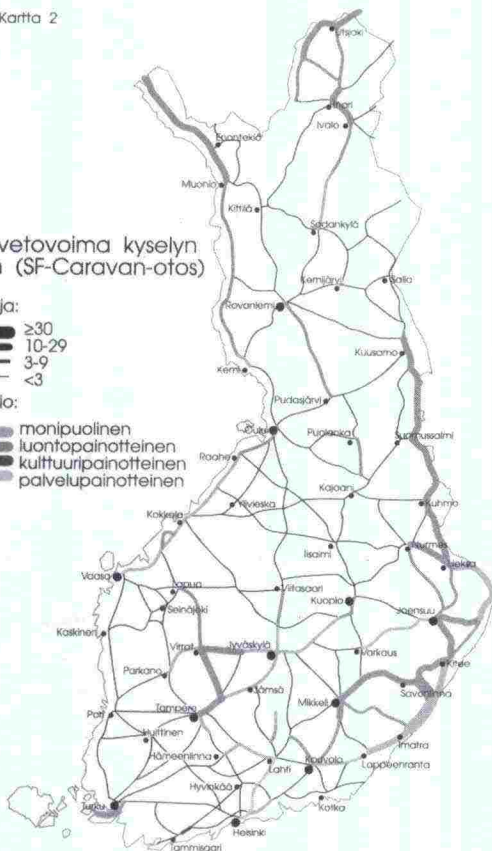 Kartta 2
vetovoima kyselyn
(SF-Caravan-otos)
ja:
≥30
10-29
3-9
<3
io:
monipuolinen
luontopainotteinen
kulttuuripainotteinen
palvelupainotteinen
Utsjoki
Inari
Ivalo
Enontekiö
Muonio
Kittilä
Sodankylä
Kemijärvi
Salla
Rovaniemi
Kuusamo
Kemi
Pudasjärvi
Oulu
Puolanka
Suomussalmi
Raahe
Kajaani
Kuhmo
Ylivieska
Kokkola
Iisalmi
Nurmes
Lieksa
Vaasa
Lapua
Viitasaari
Kuopio
Seinäjoki
Joensuu
Kaskinen
Virrat
Jyväskylä
Varkaus
Kitee
Parkano
Jämsä
Savonlinna
Mikkeli
Pori
Tampere
Huittinen
Imatra
Hämeenlinna
Lahti
Kouvola
Lappeenranta
Hyvinkää
Turku
Kotka
Helsinki
Tammisaari